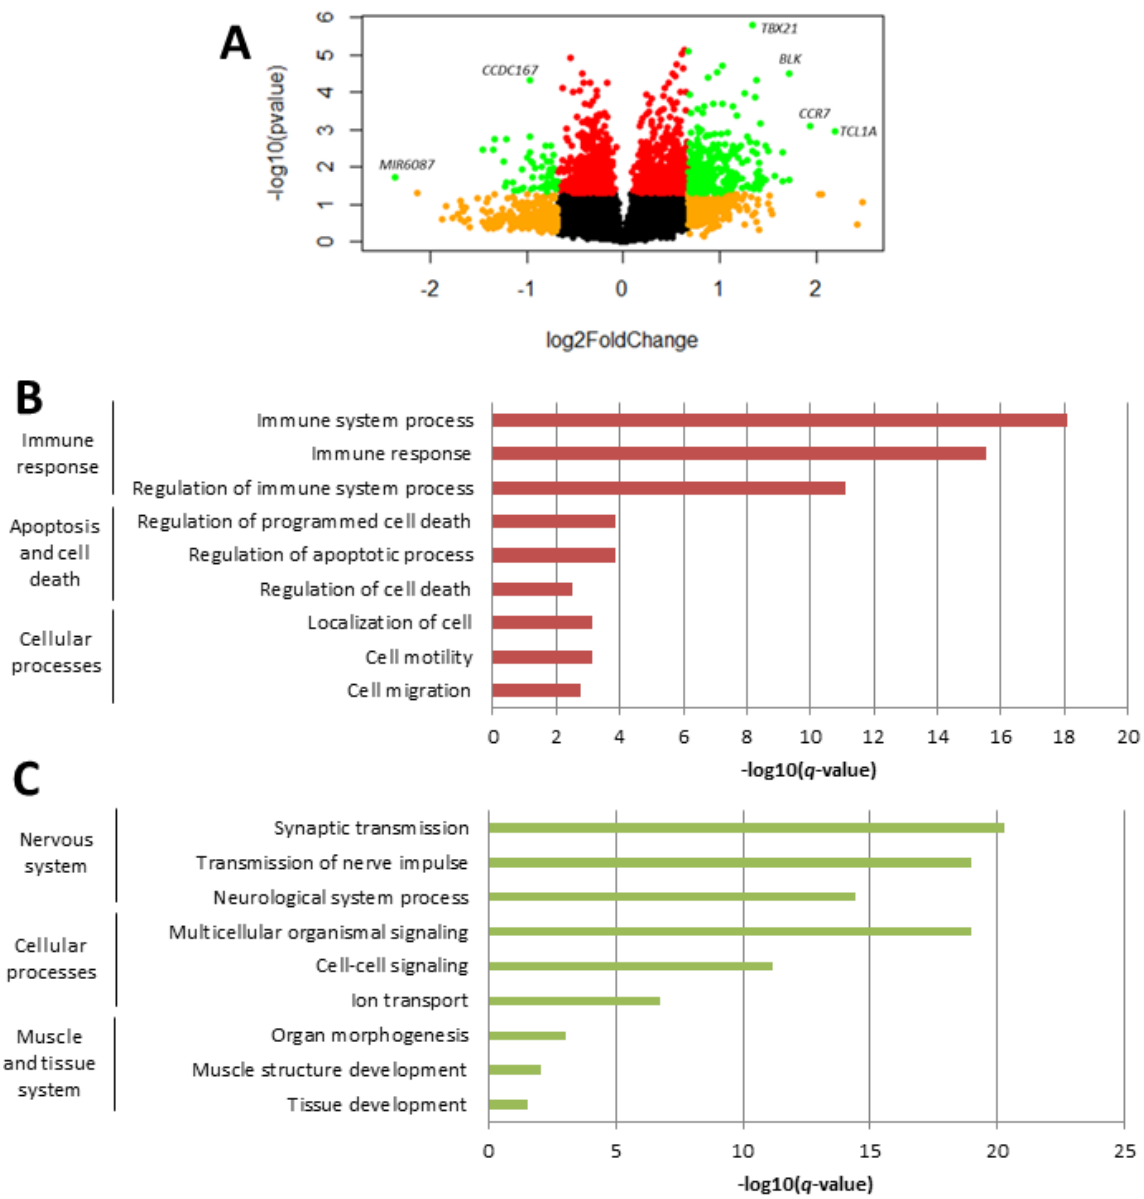 A
6
5
4
3
2
1
0
-log10(pvalue)
TBX21
BLK
CCDC167
CCR7
TCL1A
MIR6087
-2
-1
0
1
2
log2FoldChange
B
Immune
response
Immune system process
Immune response
Regulation of immune system process
Apoptosis
and cell
death
Regulation of programmed cell death
Regulation of apoptotic process
Regulation of cell death
Cellular
processes
Localization of cell
Cell motility
Cell migration
0 2 4 6 8 10 12 14 16 18 20
-log10(q-value)
C
Nervous
system
Synaptic transmission
Transmission of nerve impulse
Neurological system process
Cellular
processes
Multicellular organismal signaling
Cell-cell signaling
Ion transport
Muscle
and tissue
system
Organ morphogenesis
Muscle structure development
Tissue development
0 5 10 15 20 25
-log10(q-value)